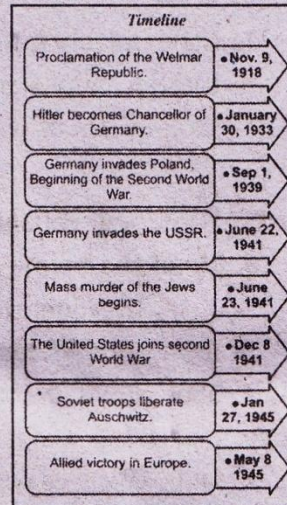 Timeline
Proclamation of the Welmar
Republic.
• Nov. 9,
1918
Hitler becomes Chancellor of
Germany.
• January
30, 1933
Germany invades Poland,
Beginning of the Second World
War
• Sep 1,
1939
Germany invades the USSR.
• June 22,
1941
Mass murder of the Jews
begins.
• June
23, 1941
The United States joins second
World War
• Dec 8
1941
Soviet troops liberate
Auschwitz.
• Jan
27, 1945
Allied victory in Europe.
• May 8
1945